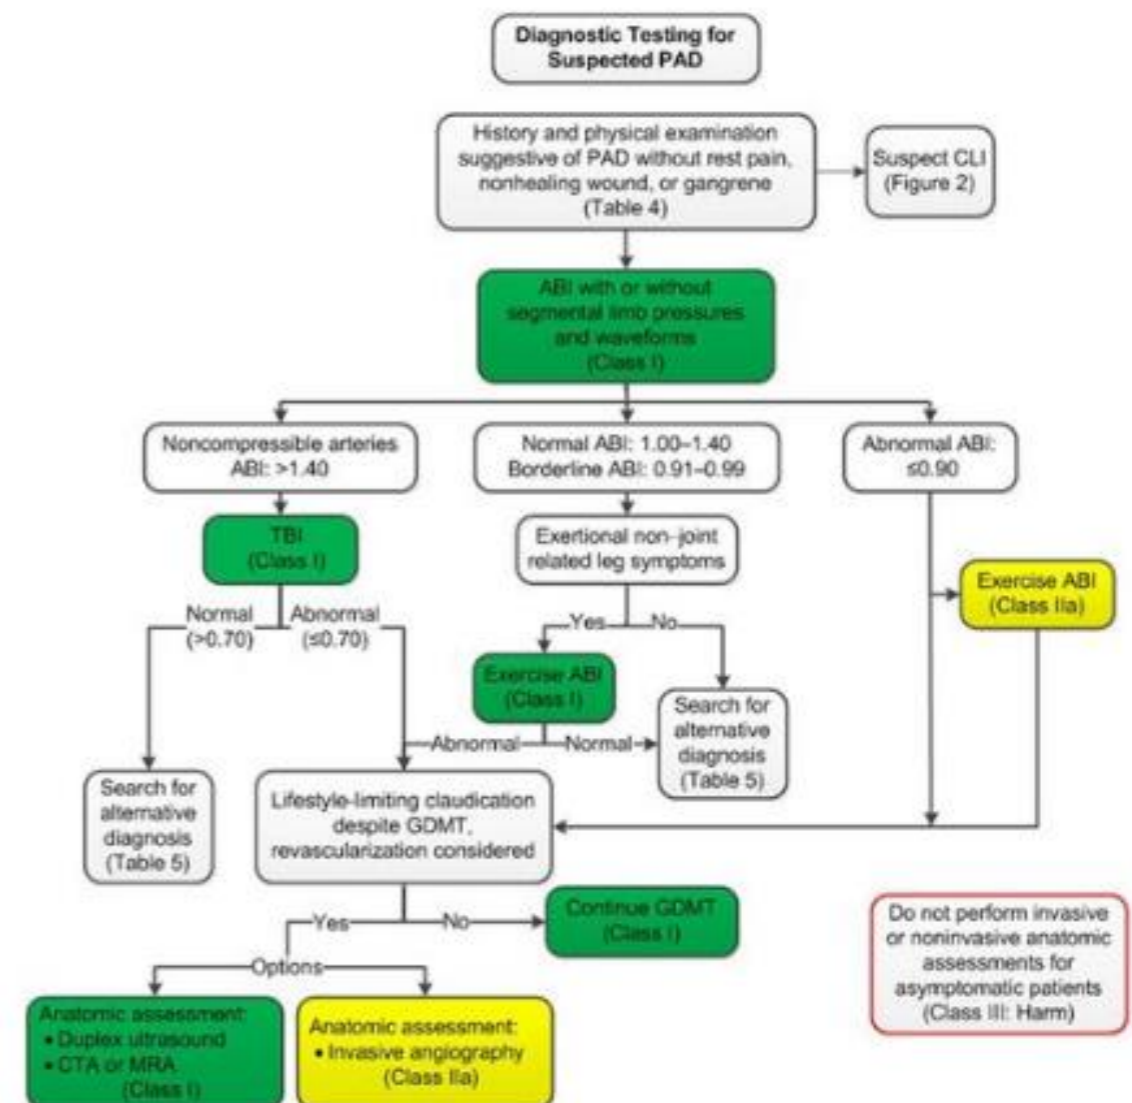 Diagnostic Testing for
Suspected PAD
History and physical examination
suggestive of PAD without rest pain,
nonhealing wound, or gangrene
(Table 4)
Suspect CLI
(Figure 2)
ABI with or without
segmental limb pressures
and waveforms
(Class I)
Noncompressible arteries
ABI: >1.40
Normal ABI: 1.00–1.40
Borderline ABI: 0.91–0.99
Abnormal ABI:
≤0.90
TBI
(Class I)
Exertional non–joint
related leg symptoms
Exercise ABI
(Class IIa)
Normal
(>0.70)
Abnormal
(≤0.70)
Yes
No
Exercise ABI
(Class I)
Search for
alternative
diagnosis
(Table 5)
Abnormal
Normal
Search for
alternative
diagnosis
(Table 5)
Lifestyle-limiting claudication
despite GDMT,
revascularization considered
Yes
No
Continue GDMT
(Class I)
Do not perform invasive
or noninvasive anatomic
assessments for
asymptomatic patients
(Class III: Harm)
Options
Anatomic assessment:
• Duplex ultrasound
• CTA or MRA
(Class I)
Anatomic assessment:
• Invasive angiography
(Class IIa)